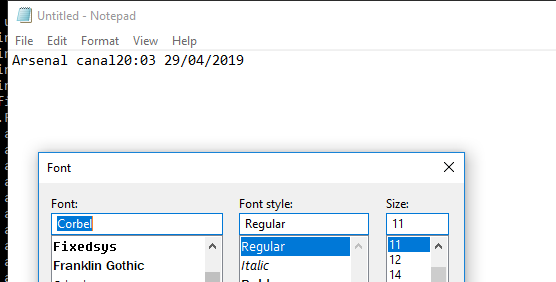 Untitled - Notepad
File Edit Format View Help
Arsenal canal20:03 29/04/2019
Font
Font: Font style: Size:
Corbel Regular 11
Fixedsys Regular 11
Franklin Gothic Italic 12
14